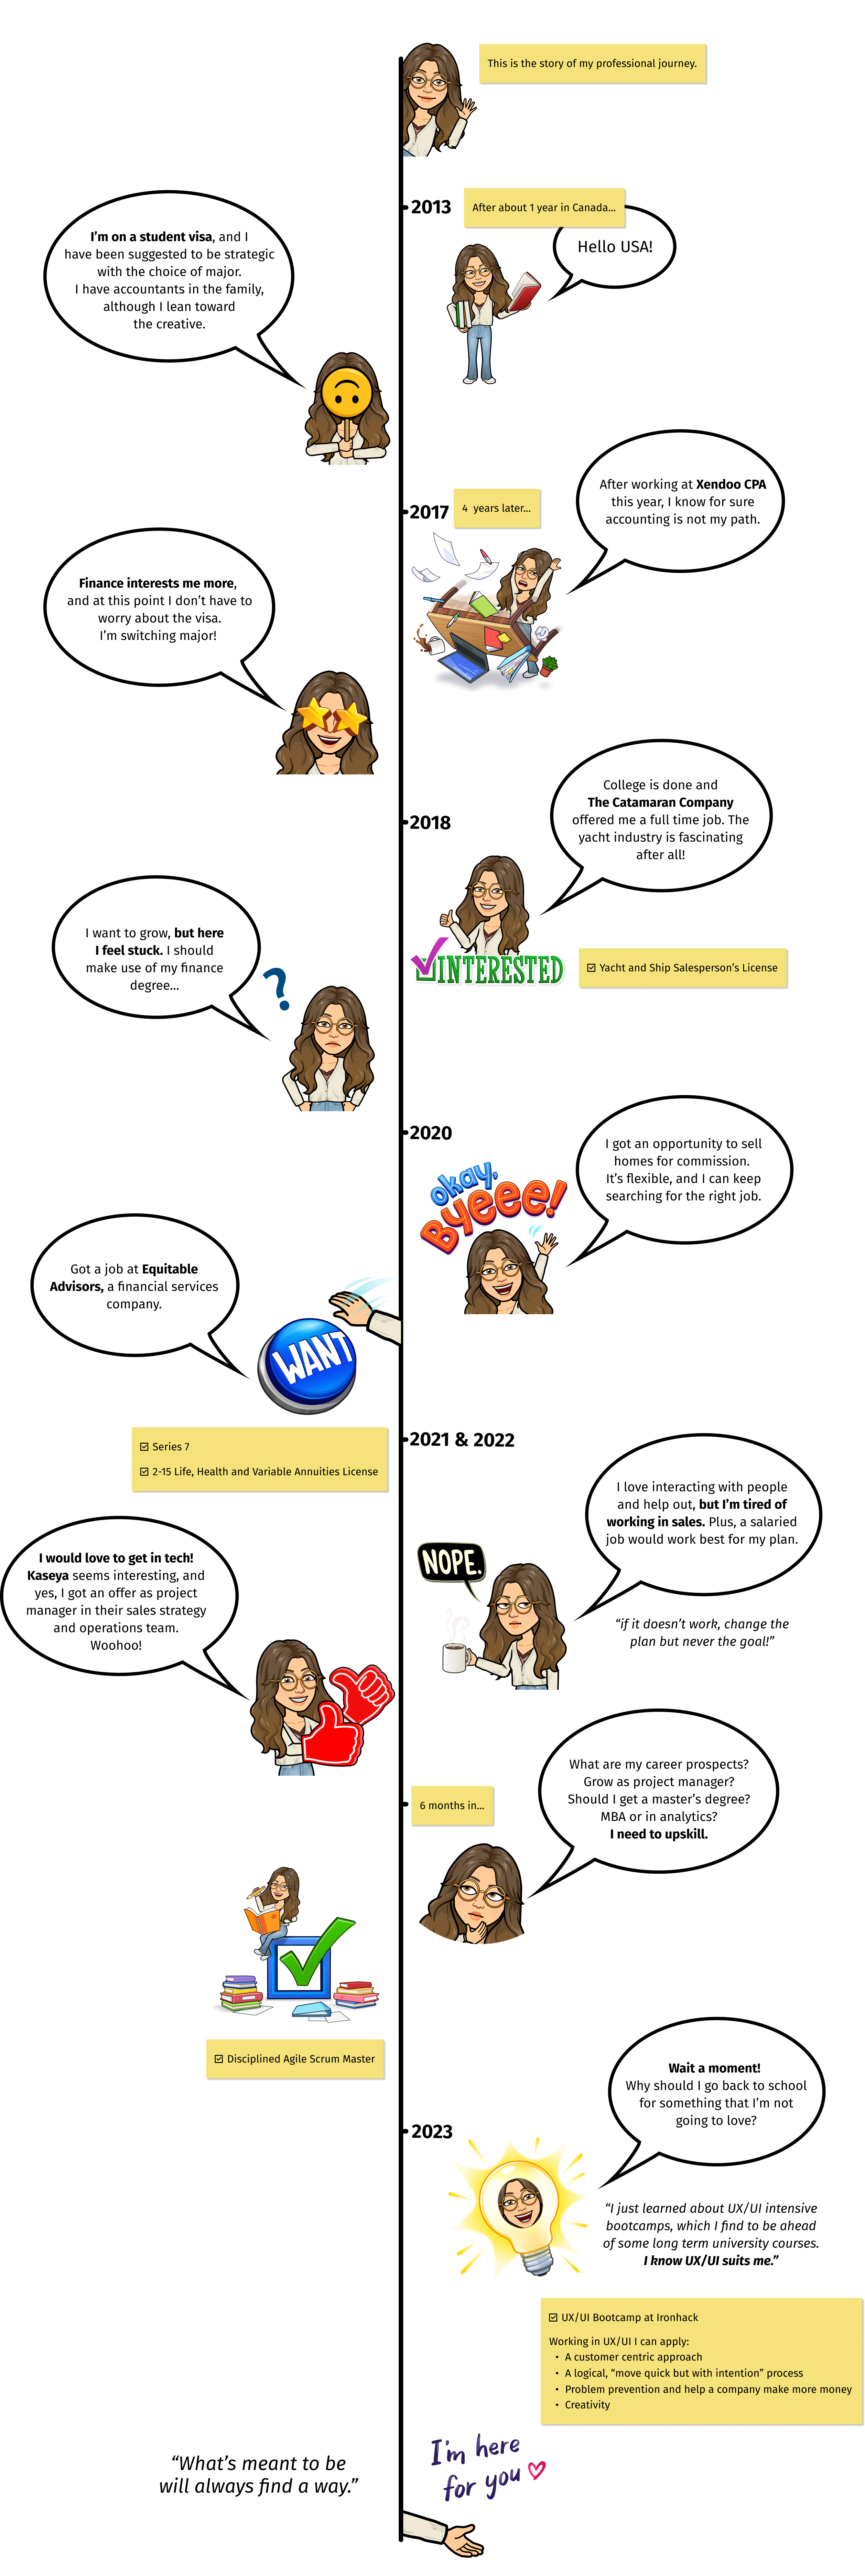 This is the story of my professional journey.
2013
After about 1 year in Canada...
Hello USA!
I'm on a student visa, and I
have been suggested to be strategic
with the choice of major.
I have accountants in the family,
although I lean toward
the creative.
2017
4 years later...
After working at Xendoo CPA
this year, I know for sure
accounting is not my path.
Finance interests me more,
and at this point I don't have to
worry about the visa.
I'm switching major!
2018
College is done and
The Catamaran Company
offered me a full time job. The
yacht industry is fascinating
after all!
INTERESTED
☑ Yacht and Ship Salesperson's License
I want to grow, but here
I feel stuck. I should
make use of my finance
degree...
?
2020
I got an opportunity to sell
homes for commission.
It's flexible, and I can keep
searching for the right job.
okay,
Byeee!
Got a job at Equitable
Advisors, a financial services
company.
WANT
☑ Series 7
☑ 2-15 Life, Health and Variable Annuities License
2021 & 2022
I love interacting with people
and help out, but I'm tired of
working in sales. Plus, a salaried
job would work best for my plan.
NOPE.
"if it doesn't work, change the
plan but never the goal!"
I would love to get in tech!
Kaseya seems interesting, and
yes, I got an offer as project
manager in their sales strategy
and operations team.
Woohoo!
6 months in...
What are my career prospects?
Grow as project manager?
Should I get a master's degree?
MBA or in analytics?
I need to upskill.
☑ Disciplined Agile Scrum Master
2023
Wait a moment!
Why should I go back to school
for something that I'm not
going to love?
"I just learned about UX/UI intensive
bootcamps, which I find to be ahead
of some long term university courses.
I know UX/UI suits me."
☑ UX/UI Bootcamp at Ironhack
Working in UX/UI I can apply:
• A customer centric approach
• A logical, "move quick but with intention" process
• Problem prevention and help a company make more money
• Creativity
"What's meant to be
will always find a way."
I'm here
for you